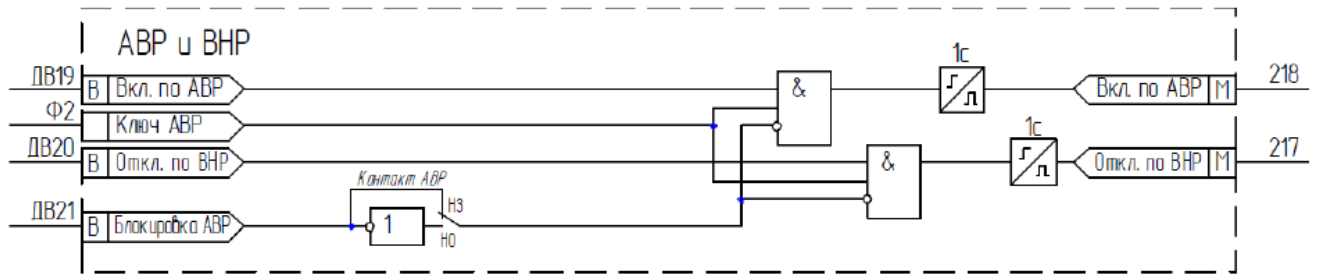 АВР и ВНР
ДВ19 В Вкл. по АВР & 1с Вкл. по АВР М 218
Ф2 Ключ АВР
ДВ20 В Откл. по ВНР & 1с Откл. по ВНР М 217
Контакт АВР
НЗ
ДВ21 В Блокировка АВР 1
НО